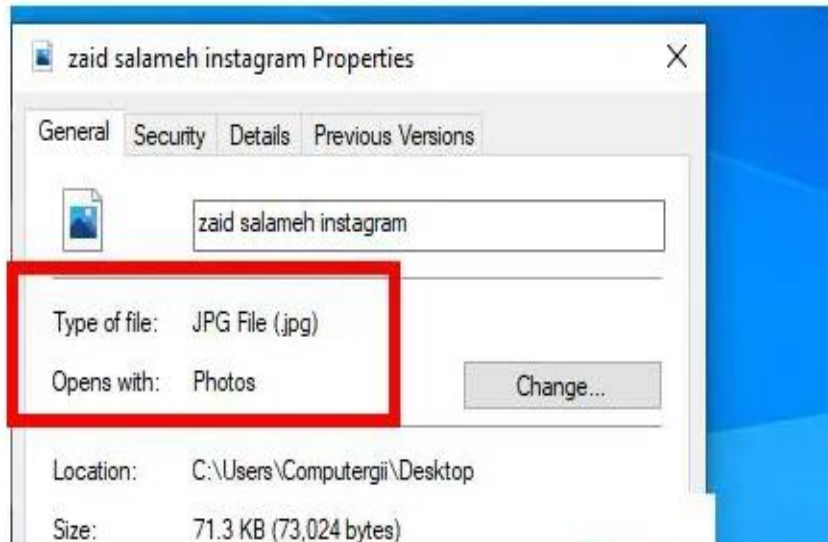 zaid salameh instagram Properties
General Security Details Previous Versions
zaid salameh instagram
Type of file: JPG File (.jpg)
Opens with: Photos Change...
Location: C:\Users\Computergii\Desktop
Size: 71.3 KB (73,024 bytes)